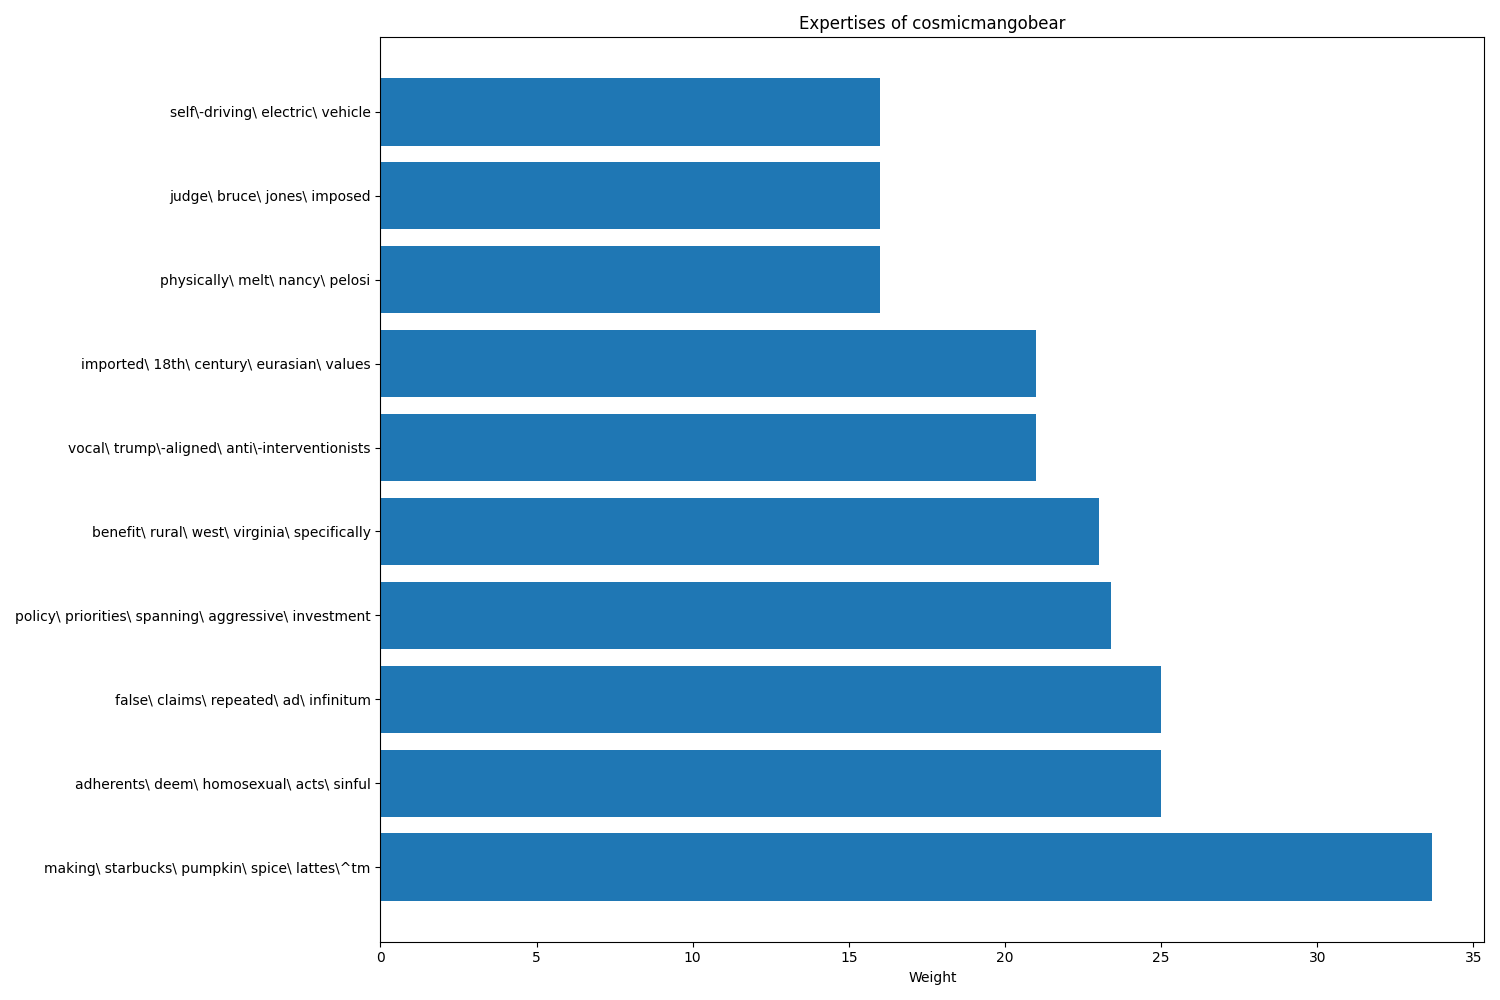 Expertises of cosmicmangobear
self\-driving\ electric\ vehicle
judge\ bruce\ jones\ imposed
physically\ melt\ nancy\ pelosi
imported\ 18th\ century\ eurasian\ values
vocal\ trump\-aligned\ anti\-interventionists
benefit\ rural\ west\ virginia\ specifically
policy\ priorities\ spanning\ aggressive\ investment
false\ claims\ repeated\ ad\ infinitum
adherents\ deem\ homosexual\ acts\ sinful
making\ starbucks\ pumpkin\ spice\ lattes\^tm
0 5 10 15 20 25 30 35
Weight